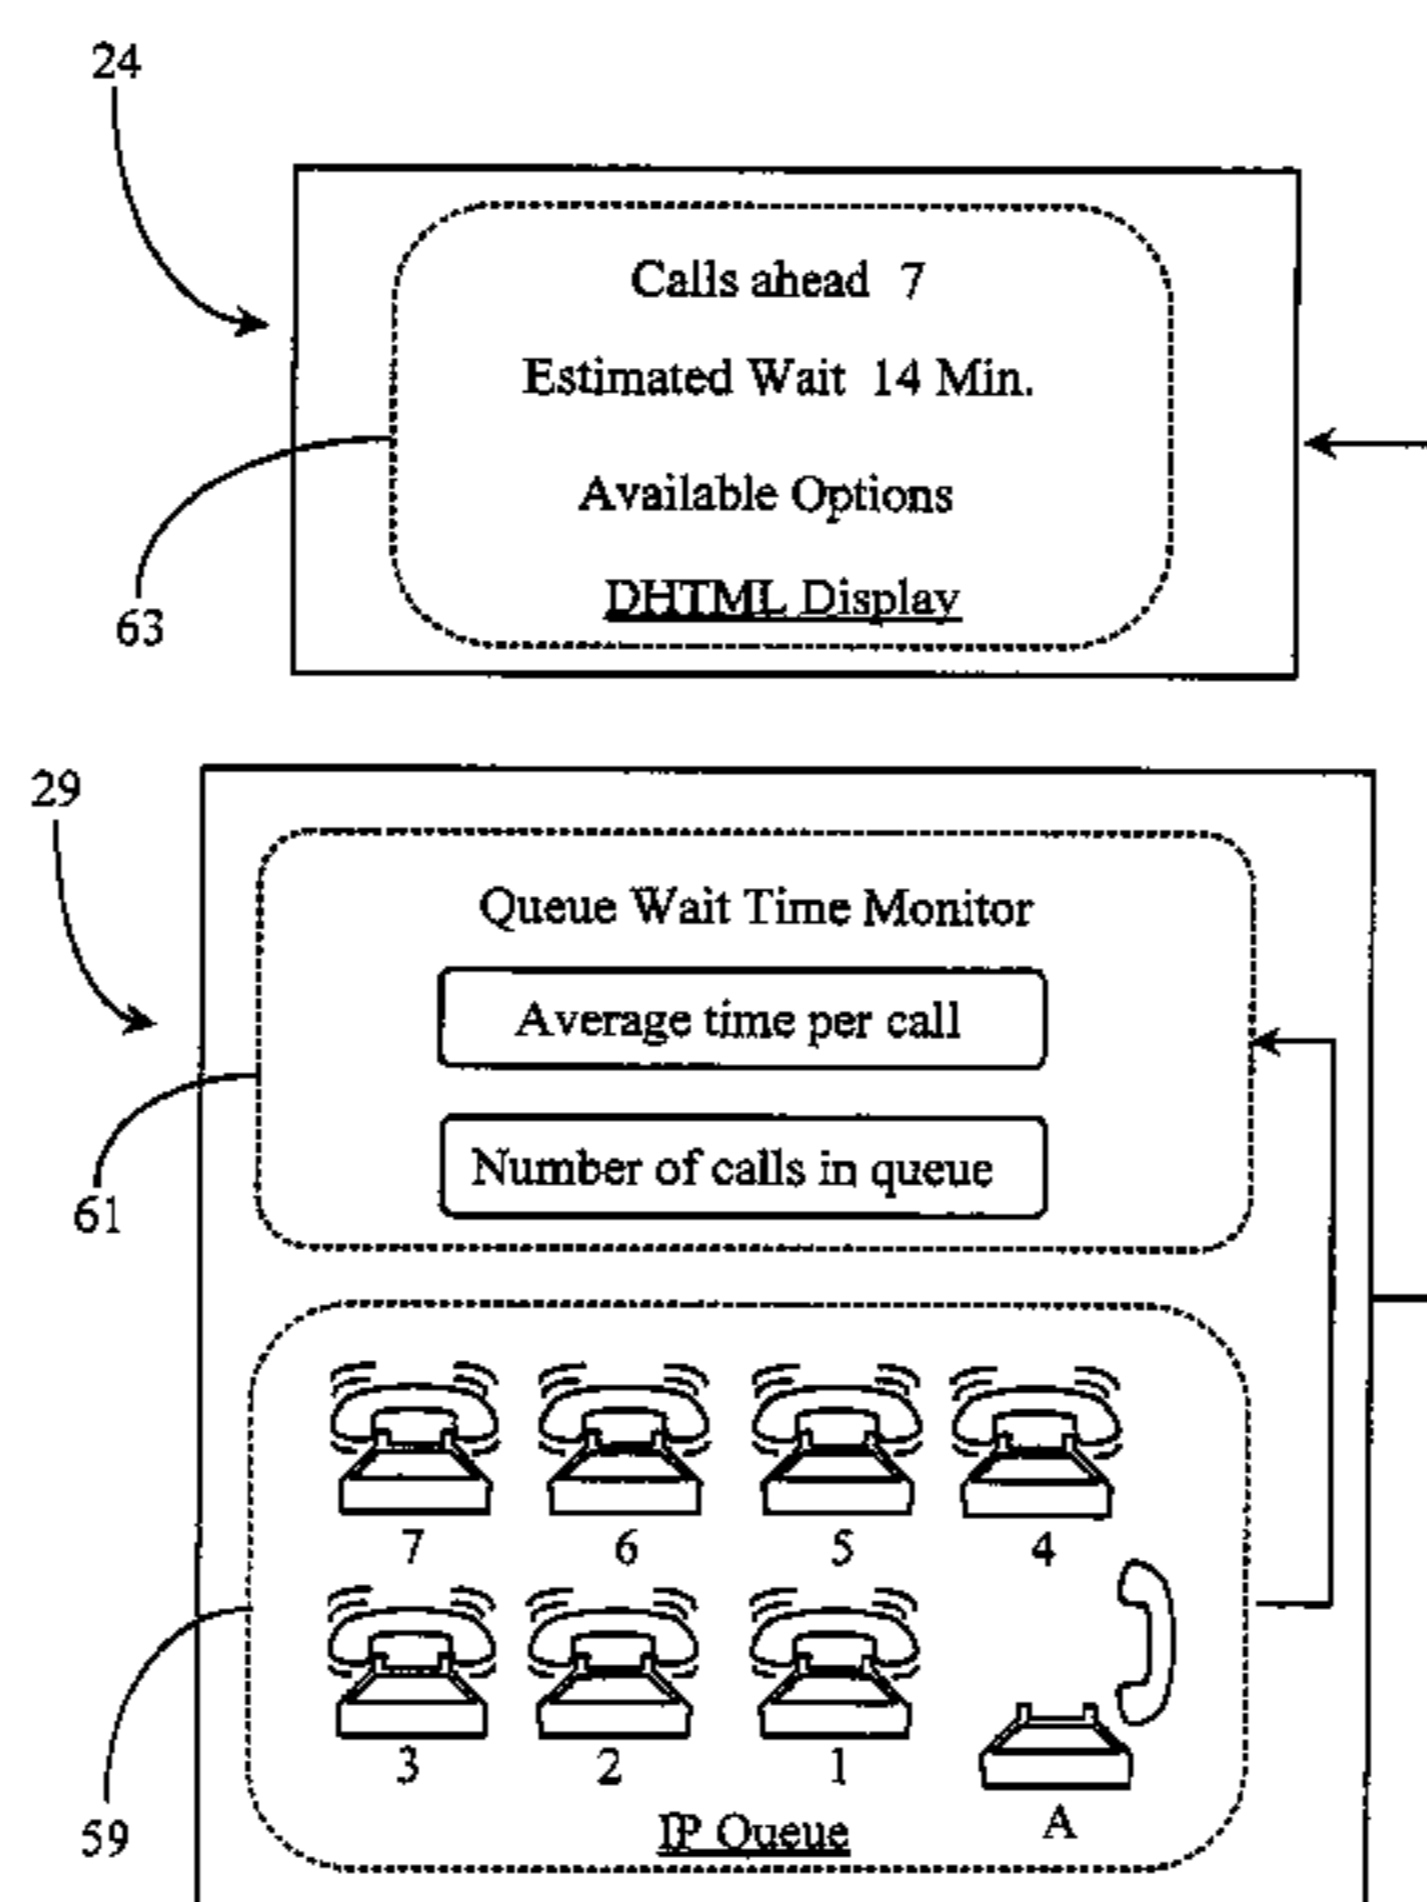 24
Calls ahead 7
Estimated Wait 14 Min.
Available Options
DHTML Display
63
29
Queue Wait Time Monitor
Average time per call
Number of calls in queue
61
7 6 5 4
3 2 1 A
IP Queue
59